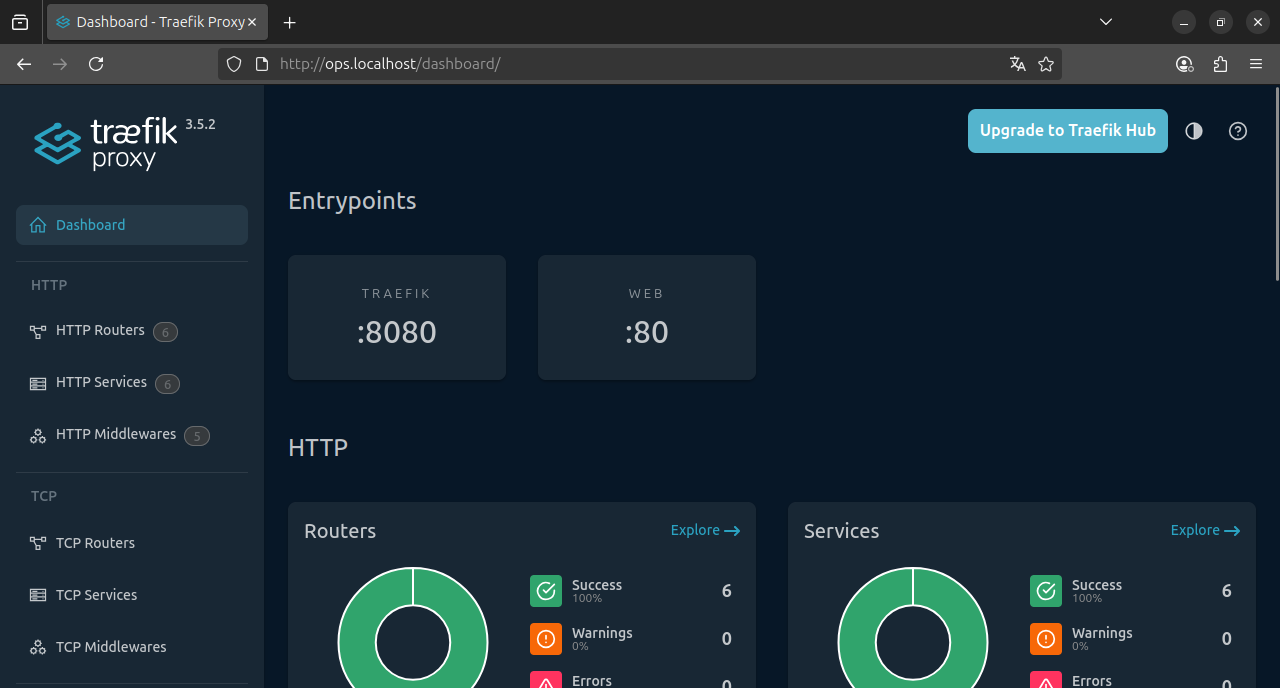 Dashboard - Traefik Proxy
http://ops.localhost/dashboard/
træfik proxy 3.5.2
Upgrade to Traefik Hub
Dashboard
HTTP
HTTP Routers 6
HTTP Services 6
HTTP Middlewares 5
TCP
TCP Routers
TCP Services
TCP Middlewares
Entrypoints
TRAEFIK
:8080
WEB
:80
HTTP
Routers
Explore
Success
100%
6
Warnings
0%
0
Errors
0
Services
Explore
Success
100%
6
Warnings
0%
0
Errors
0